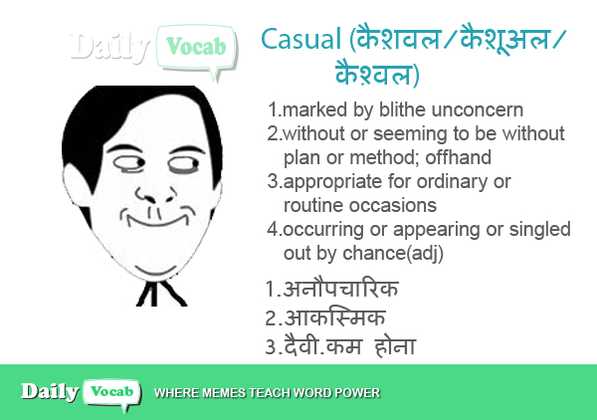 Daily Vocab
Casual (कैश़वल/कैश़ूअल/
कैश़्वल)
1.marked by blithe unconcern
2.without or seeming to be without
plan or method; offhand
3.appropriate for ordinary or
routine occasions
4.occurring or appearing or singled
out by chance(adj)
1.अनौपचारिक
2.आकस्मिक
3.दैवी.कम होना
Daily Vocab WHERE MEMES TEACH WORD POWER